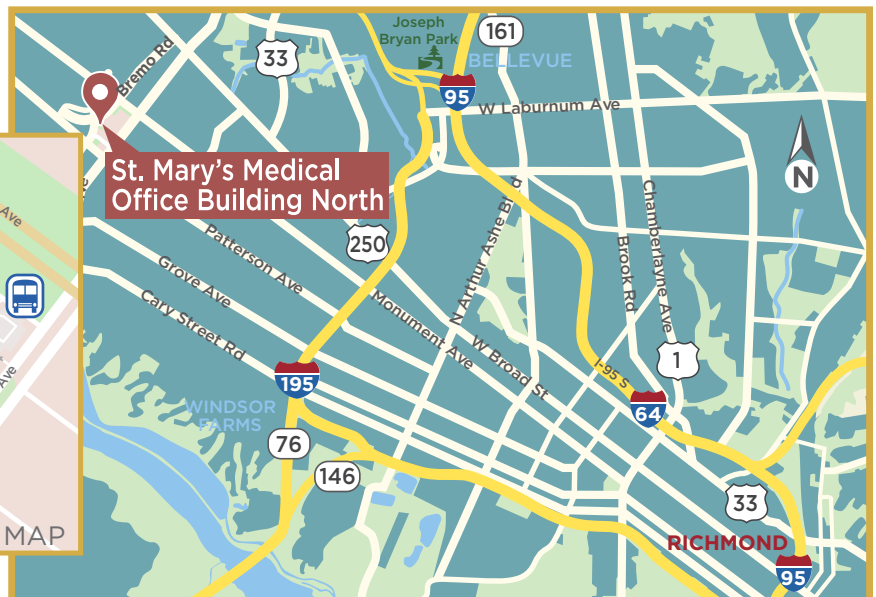 Joseph
Bryan Park
161
33
Bremo Rd
BELLEVUE
95
W Laburnum Ave
St. Mary's Medical
Office Building North
N
Ave
250
Patterson Ave
Grove Ave
Cary Street Rd
Monument Ave
N Arthur Ashe Blvd
W Broad St
Brook Rd
Chamberlayne Ave
1
I-95 S
195
64
WINDSOR
FARMS
76
146
Ave
33
RICHMOND
95
MAP